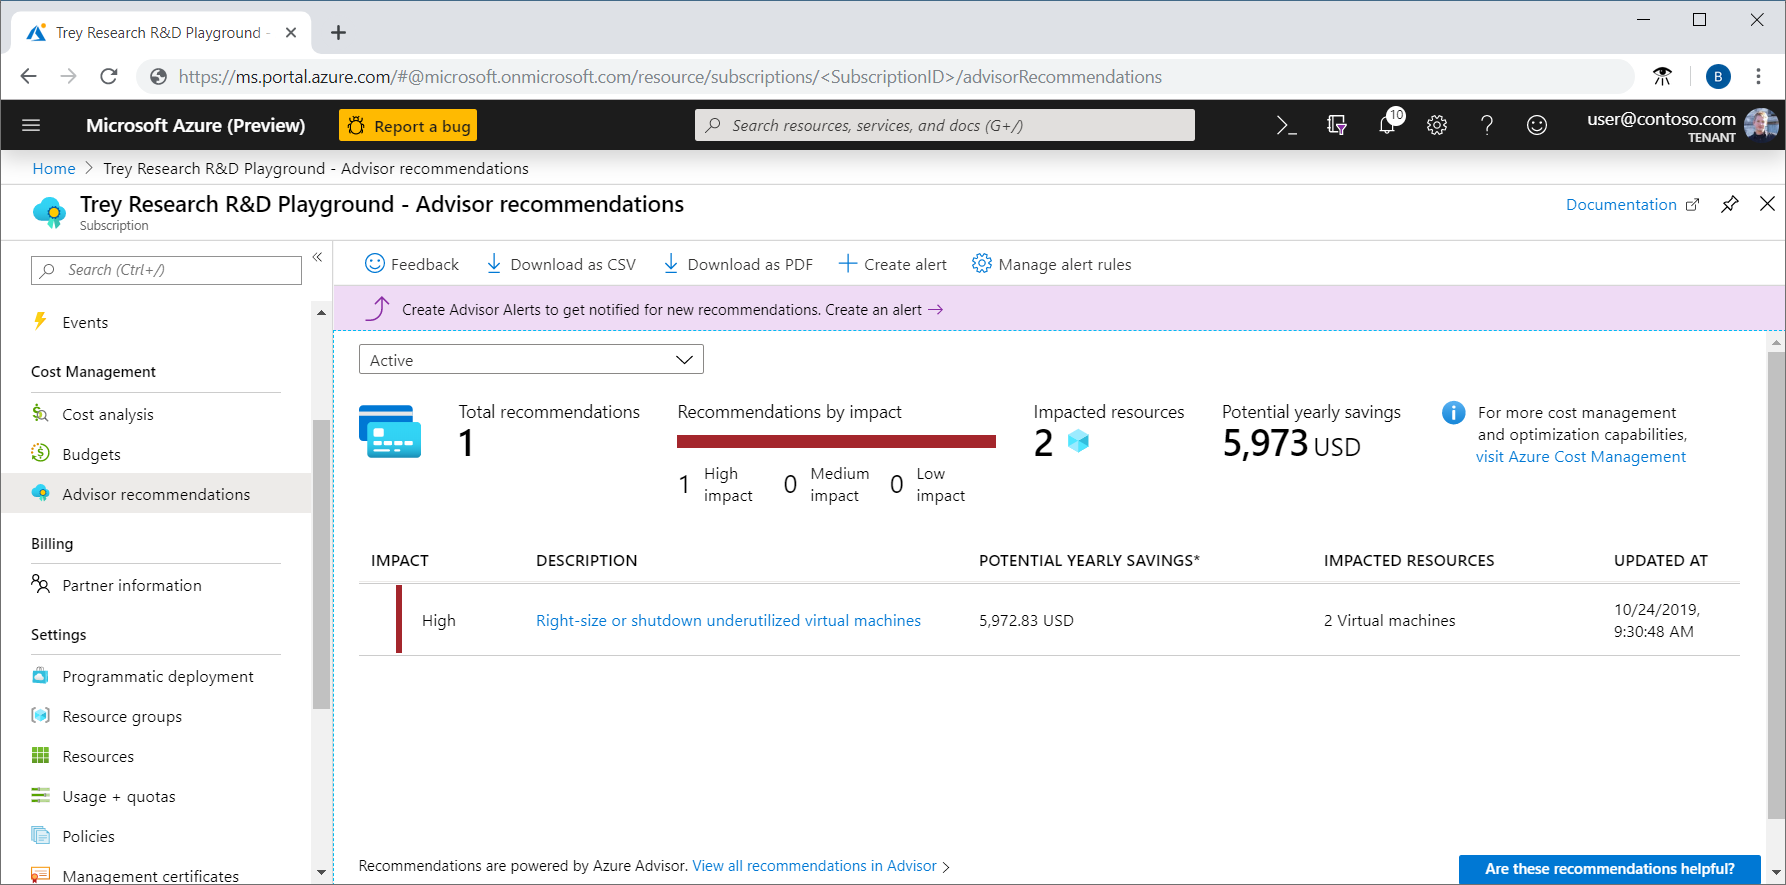 Trey Research R&D Playground -
https://ms.portal.azure.com/#@microsoft.onmicrosoft.com/resource/subscriptions/<SubscriptionID>/advisorRecommendations
B
Microsoft Azure (Preview)
Report a bug
Search resources, services, and docs (G+/)
10
user@contoso.com
TENANT
Home > Trey Research R&D Playground - Advisor recommendations
Trey Research R&D Playground - Advisor recommendations
Subscription
Documentation
Search (Ctrl+/)
Events
Cost Management
Cost analysis
Budgets
Advisor recommendations
Billing
Partner information
Settings
Programmatic deployment
Resource groups
Resources
Usage + quotas
Policies
Management certificates
Feedback
Download as CSV
Download as PDF
Create alert
Manage alert rules
Create Advisor Alerts to get notified for new recommendations. Create an alert →
Active
Total recommendations
1
Recommendations by impact
1 High impact
0 Medium impact
0 Low impact
Impacted resources
2
Potential yearly savings
5,973 USD
For more cost management
and optimization capabilities,
visit Azure Cost Management
IMPACT DESCRIPTION POTENTIAL YEARLY SAVINGS* IMPACTED RESOURCES UPDATED AT
High Right-size or shutdown underutilized virtual machines 5,972.83 USD 2 Virtual machines 10/24/2019,
9:30:48 AM
Recommendations are powered by Azure Advisor. View all recommendations in Advisor >
Are these recommendations helpful?